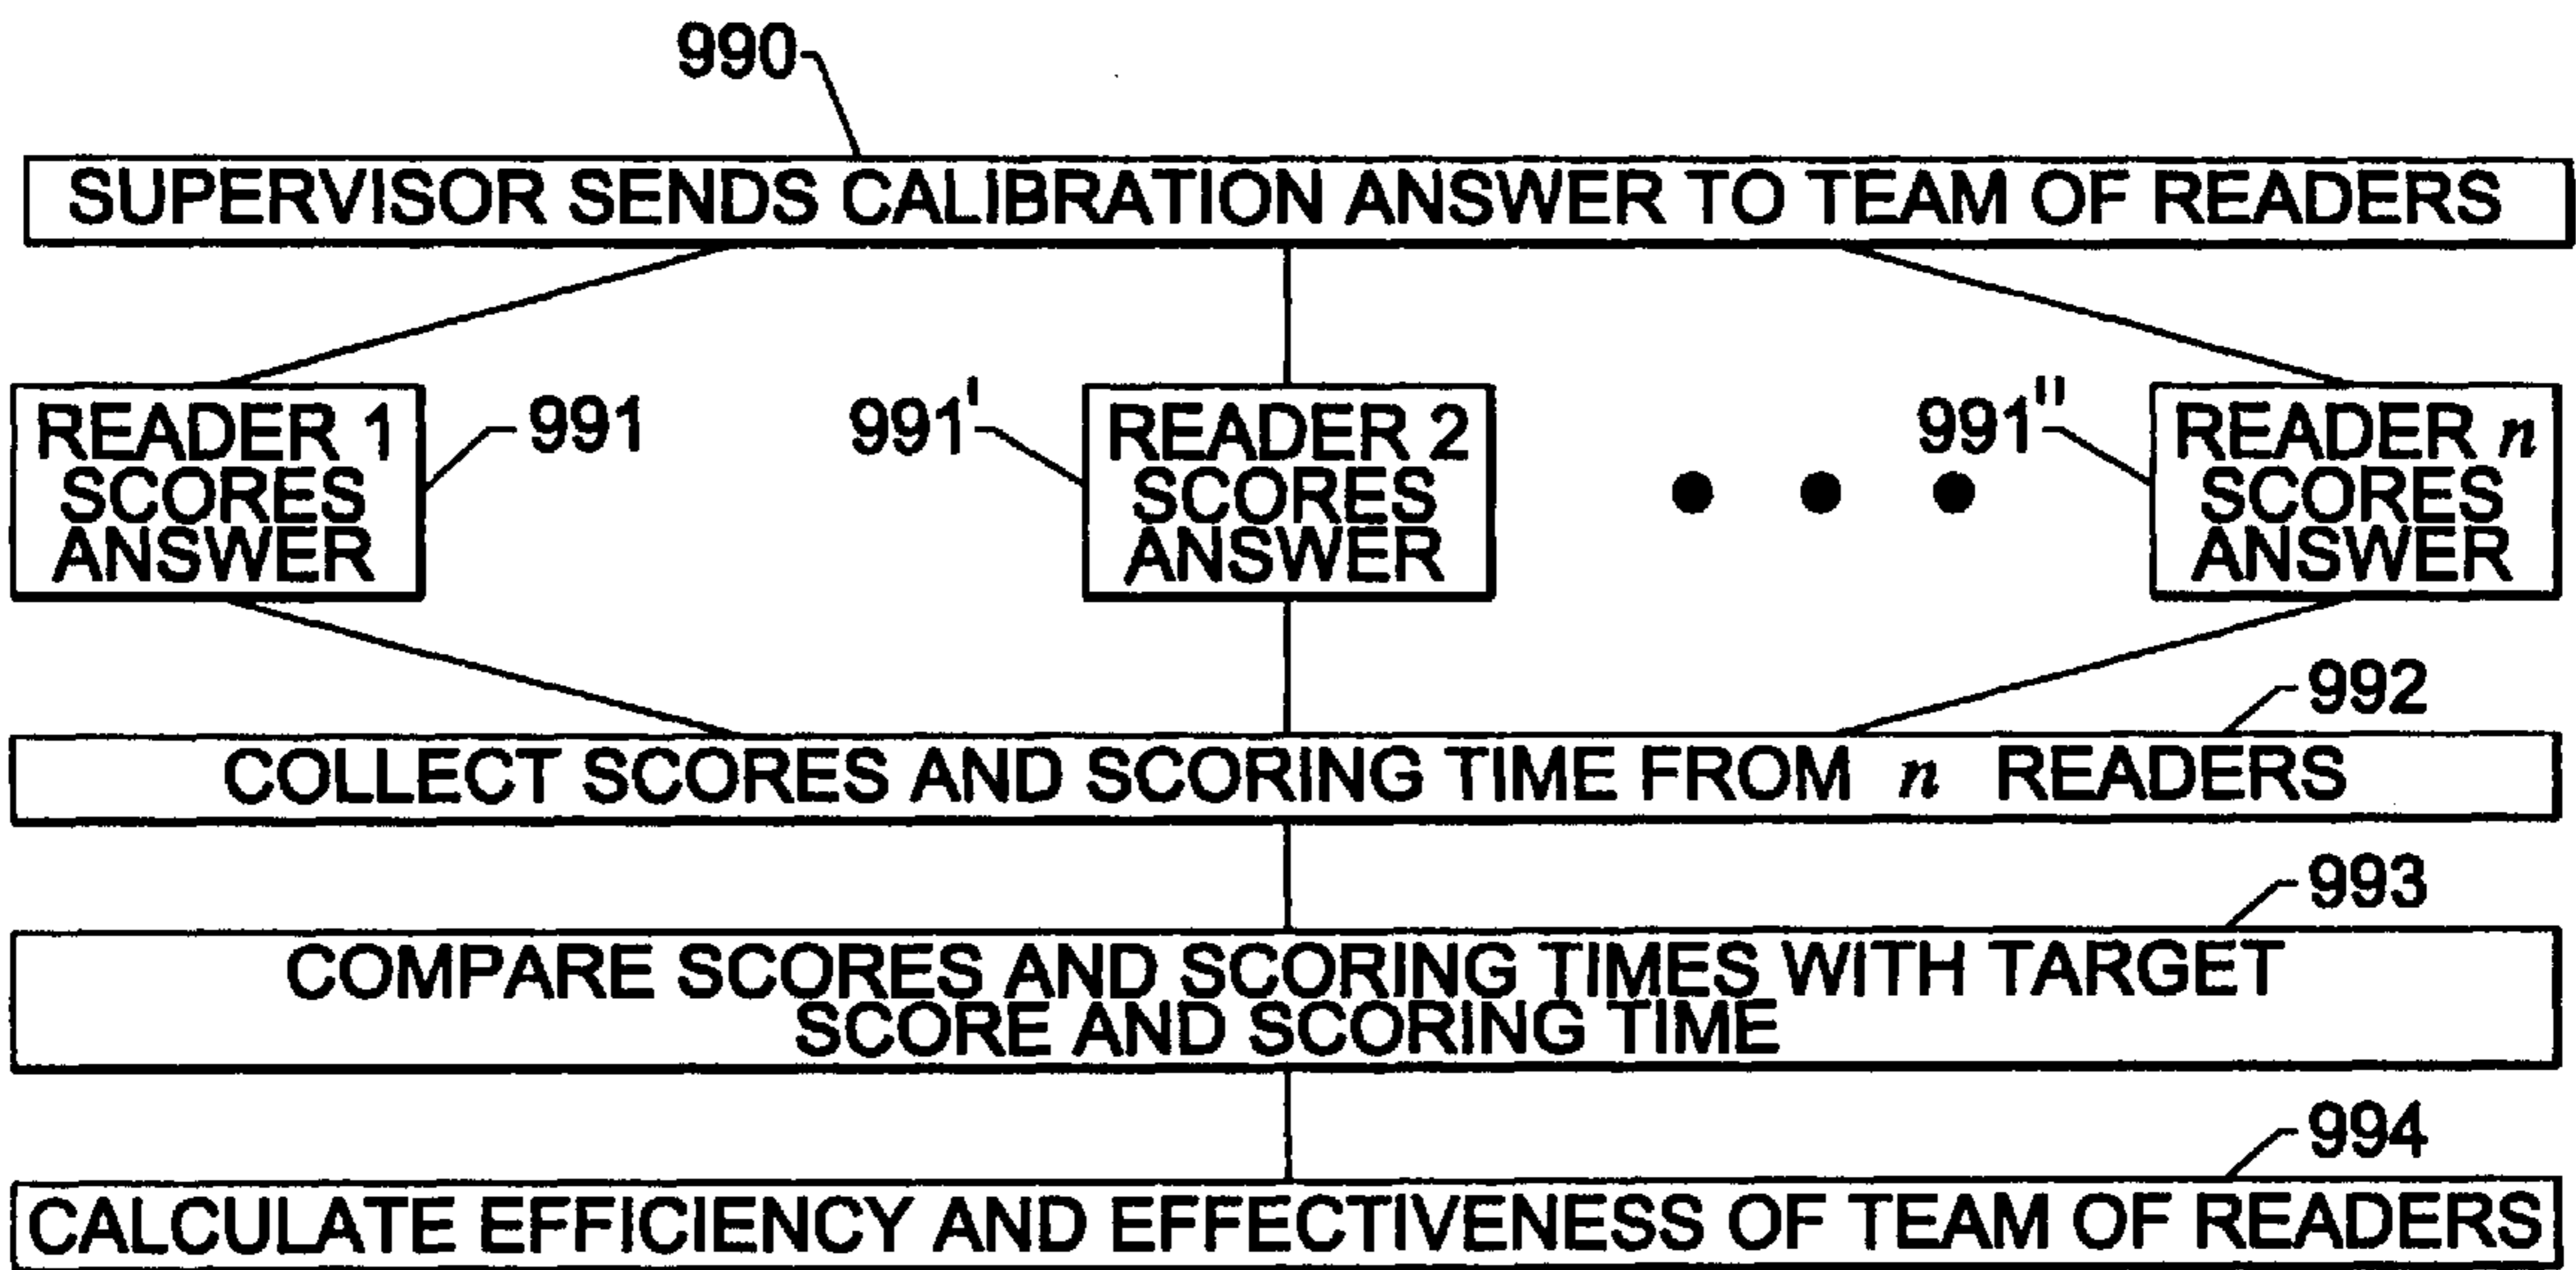 990
SUPERVISOR SENDS CALIBRATION ANSWER TO TEAM OF READERS
READER 1
SCORES
ANSWER
991
991'
READER 2
SCORES
ANSWER
991"
READER n
SCORES
ANSWER
992
COLLECT SCORES AND SCORING TIME FROM n READERS
993
COMPARE SCORES AND SCORING TIMES WITH TARGET
SCORE AND SCORING TIME
994
CALCULATE EFFICIENCY AND EFFECTIVENESS OF TEAM OF READERS